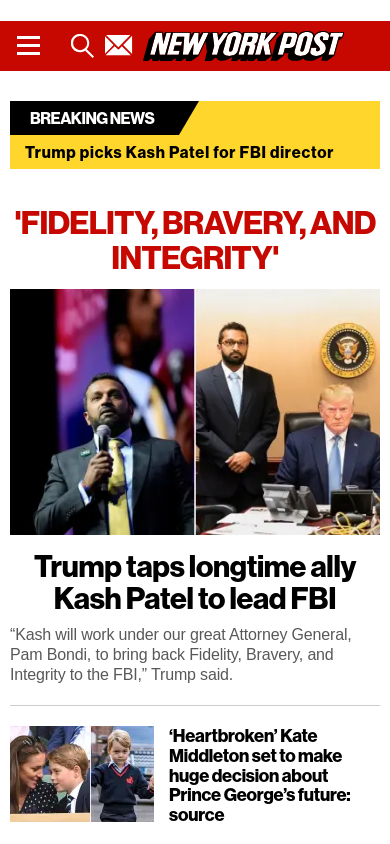 NEW YORK POST
BREAKING NEWS
Trump picks Kash Patel for FBI director
'FIDELITY, BRAVERY, AND
INTEGRITY'
Trump taps longtime ally
Kash Patel to lead FBI
“Kash will work under our great Attorney General,
Pam Bondi, to bring back Fidelity, Bravery, and
Integrity to the FBI,” Trump said.
‘Heartbroken’ Kate
Middleton set to make
huge decision about
Prince George’s future:
source